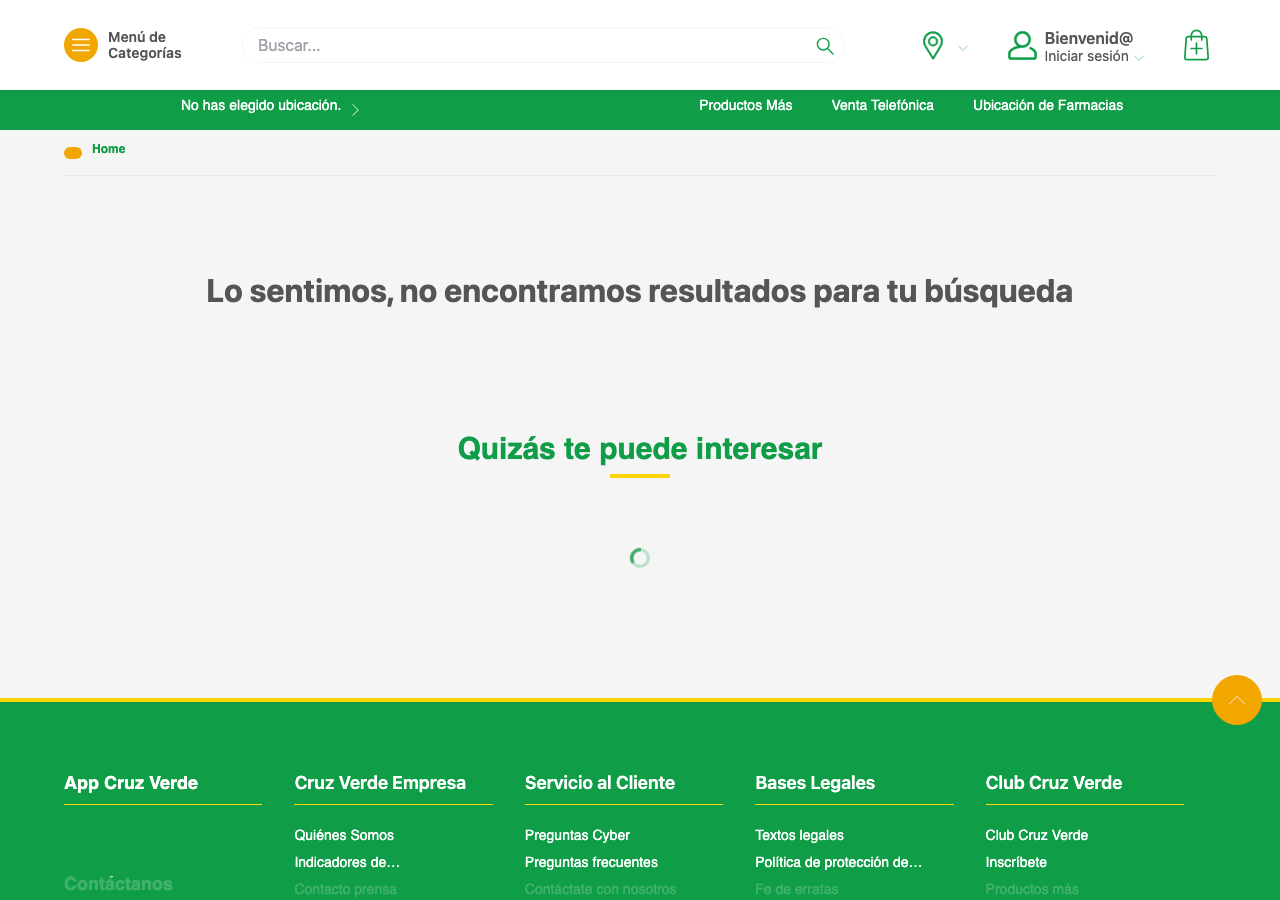 Menú de
Categorías
Buscar...
Bienvenid@
Iniciar sesión
No has elegido ubicación.
Productos Más
Venta Telefónica
Ubicación de Farmacias
Home
Lo sentimos, no encontramos resultados para tu búsqueda
Quizás te puede interesar
App Cruz Verde
Cruz Verde Empresa
Servicio al Cliente
Bases Legales
Club Cruz Verde
Quiénes Somos
Preguntas Cyber
Textos legales
Club Cruz Verde
Indicadores de...
Preguntas frecuentes
Política de protección de...
Inscríbete
Contáctanos
Contacto prensa
Contáctate con nosotros
Fe de erratas
Productos más